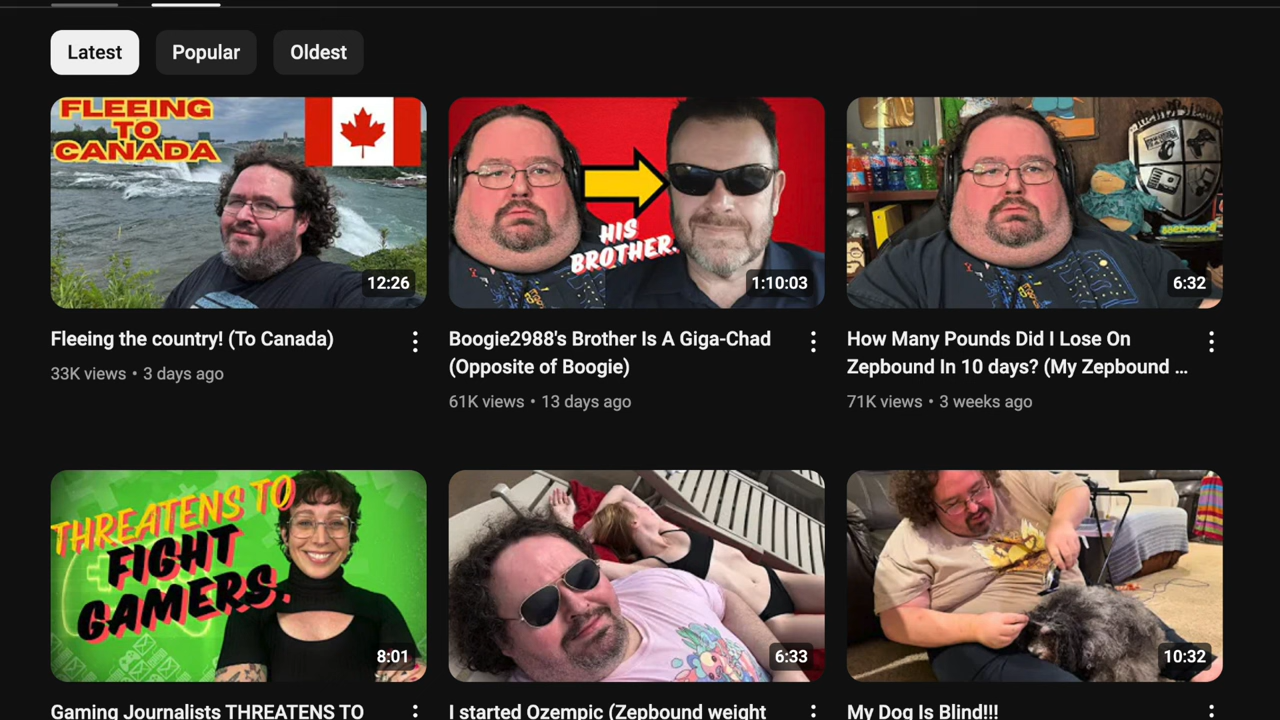 Latest
Popular
Oldest
FLEEING
TO
CANADA
12:26
HIS
BROTHER.
1:10:03
6:32
Fleeing the country! (To Canada)
33K views • 3 days ago
Boogie2988's Brother Is A Giga-Chad
(Opposite of Boogie)
61K views • 13 days ago
How Many Pounds Did I Lose On
Zepbound In 10 days? (My Zepbound ...
71K views • 3 weeks ago
THREATENS TO
FIGHT
GAMERS.
8:01
6:33
10:32
Gaming Journalists THREATENS TO
I started Ozempic (Zepbound weight
My Dog Is Blind!!!